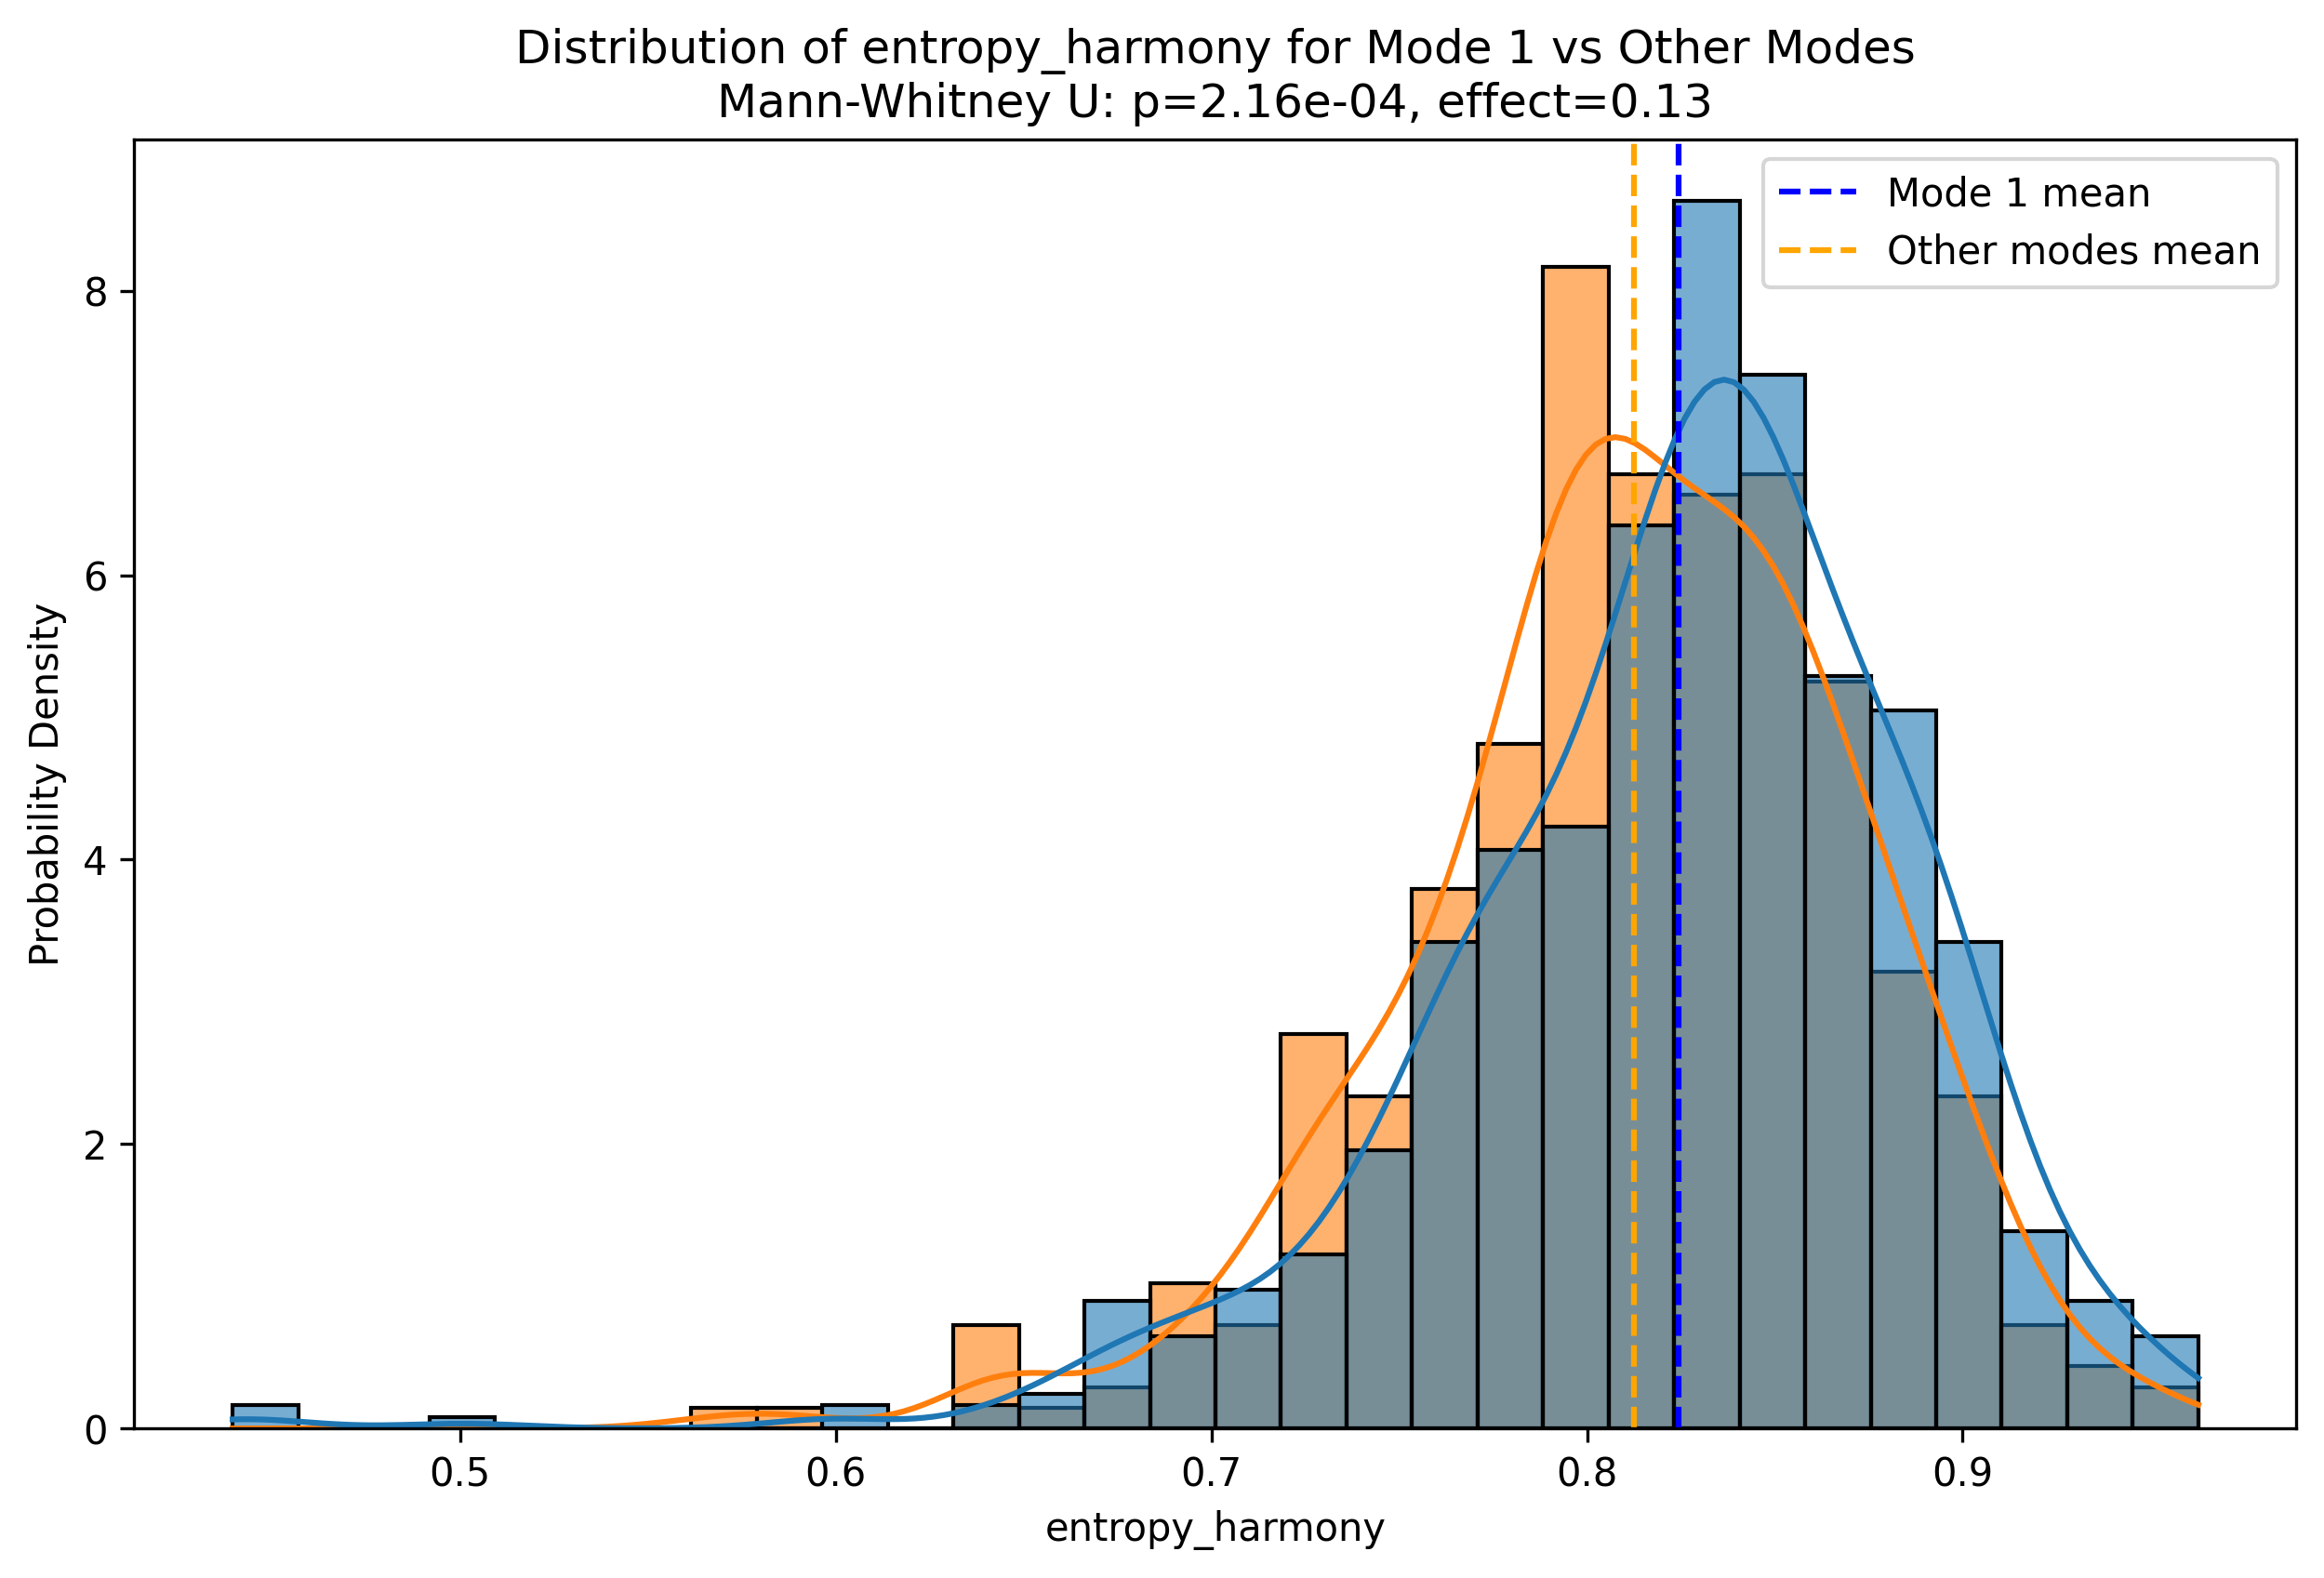 Distribution of entropy_harmony for Mode 1 vs Other Modes
Mann-Whitney U: p=2.16e-04, effect=0.13
Mode 1 mean
Other modes mean
Probability Density
8
6
4
2
0
0.5 0.6 0.7 0.8 0.9
entropy_harmony